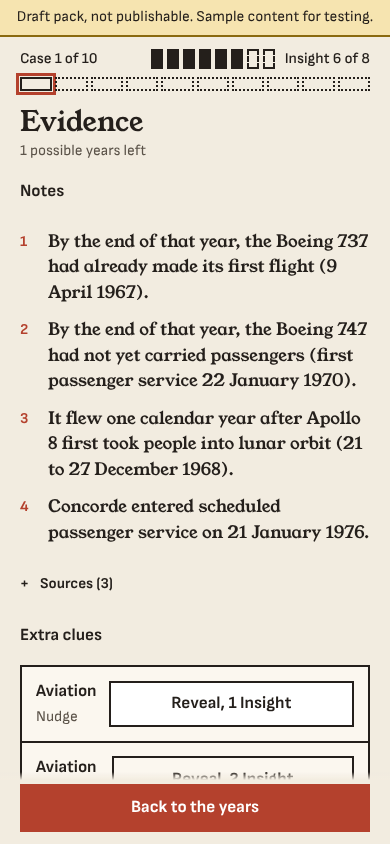 Draft pack, not publishable. Sample content for testing.
Case 1 of 10
Insight 6 of 8
Evidence
1 possible years left
Notes
1 By the end of that year, the Boeing 737
had already made its first flight (9
April 1967).
2 By the end of that year, the Boeing 747
had not yet carried passengers (first
passenger service 22 January 1970).
3 It flew one calendar year after Apollo
8 first took people into lunar orbit (21
to 27 December 1968).
4 Concorde entered scheduled
passenger service on 21 January 1976.
+ Sources (3)
Extra clues
Aviation
Nudge
Reveal, 1 Insight
Aviation
Reveal, 2 Insight
Back to the years